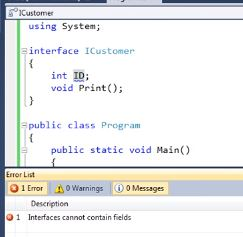 ICustomer
using System;
interface ICustomer
{
int ID;
void Print();
}
public class Program
{
public static void Main()
{
Error List
1 Error
0 Warnings
0 Messages
Description
1 Interfaces cannot contain fields